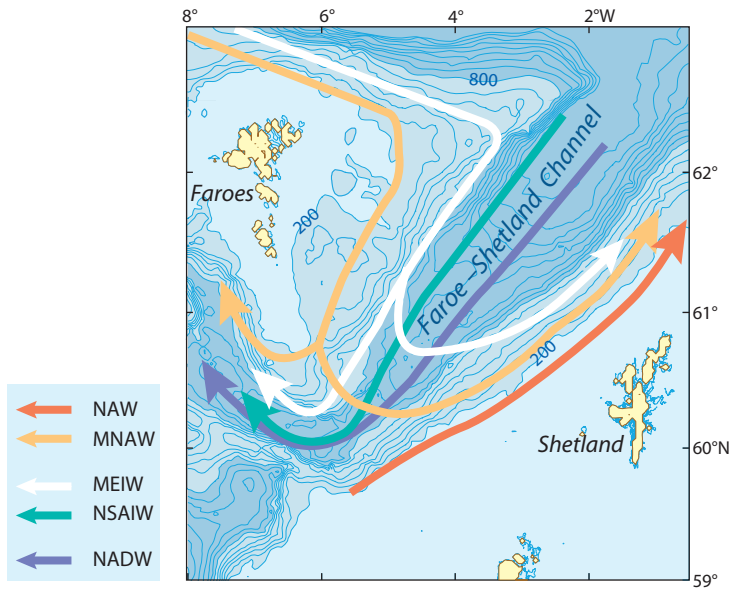 8°
6°
4°
2°W
800
62°
Faroes
200
Faroe–Shetland Channel
61°
200
NAW
MNAW
Shetland
60°N
MEIW
NSAIW
NADW
59°